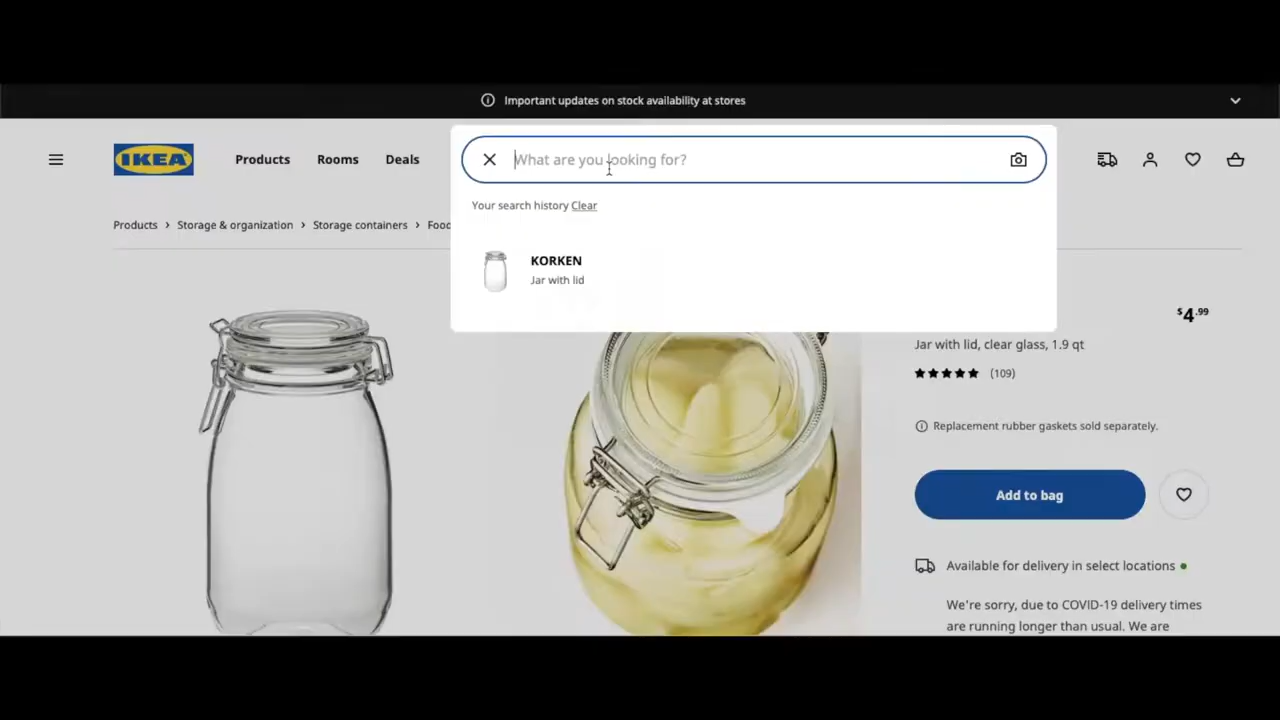 Important updates on stock availability at stores
IKEA
Products
Rooms
Deals
What are you looking for?
Your search history Clear
KORKEN
Jar with lid
Products › Storage & organization › Storage containers › Food
$4.99
Jar with lid, clear glass, 1.9 qt
(109)
Replacement rubber gaskets sold separately.
Add to bag
Available for delivery in select locations
We're sorry, due to COVID-19 delivery times
are running longer than usual. We are